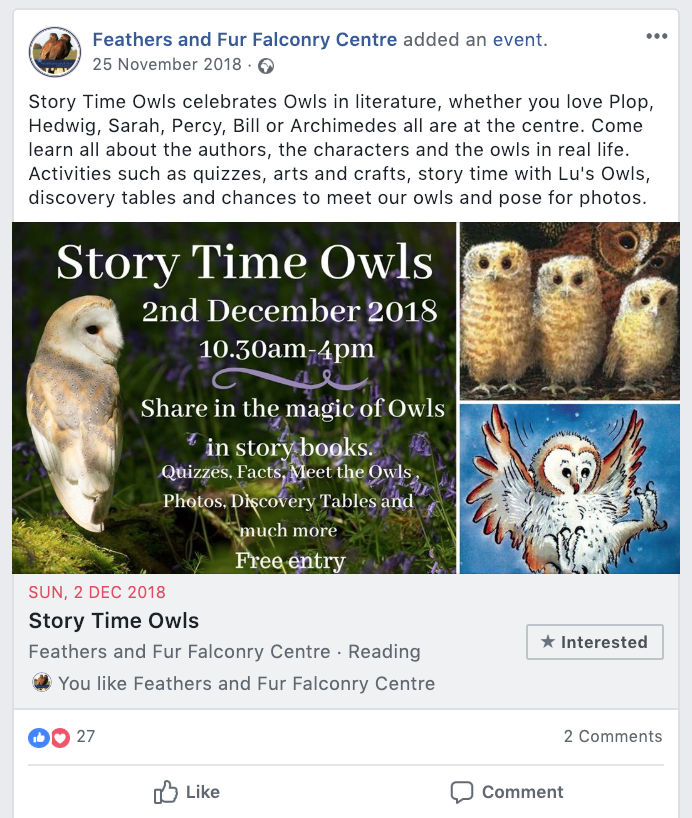 Feathers and Fur Falconry Centre added an event.
25 November 2018 ·
Story Time Owls celebrates Owls in literature, whether you love Plop,
Hedwig, Sarah, Percy, Bill or Archimedes all are at the centre. Come
learn all about the authors, the characters and the owls in real life.
Activities such as quizzes, arts and crafts, story time with Lu's Owls,
discovery tables and chances to meet our owls and pose for photos.
Story Time Owls
2nd December 2018
10.30am-4pm
Share in the magic of Owls
in story books.
Quizzes, Facts, Meet the Owls ,
Photos, Discovery Tables and
much more
Free entry
SUN, 2 DEC 2018
Story Time Owls
Feathers and Fur Falconry Centre · Reading
★ Interested
You like Feathers and Fur Falconry Centre
27
2 Comments
Like
Comment